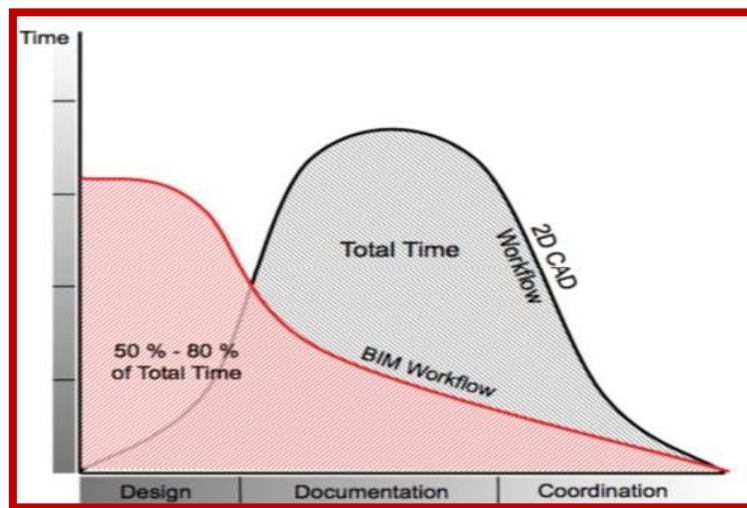 Time
Total Time
2D CAD
Workflow
50 % - 80 %
of Total Time
BIM Workflow
Design
Documentation
Coordination